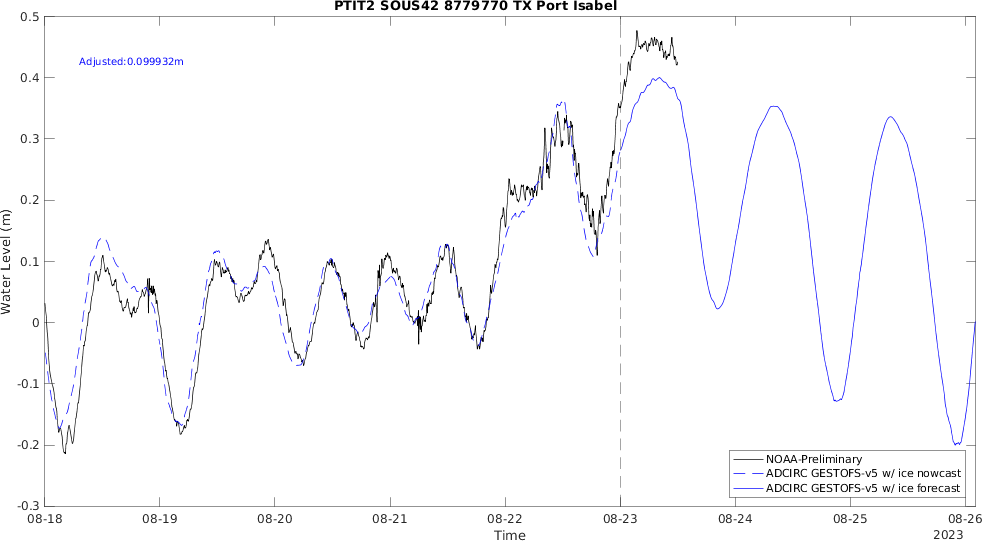 PTIT2 SOUS42 8779770 TX Port Isabel
Adjusted:0.099932m
Water Level (m)
0.5
0.4
0.3
0.2
0.1
0
-0.1
-0.2
-0.3
NOAA-Preliminary
ADCIRC GESTOFS-v5 w/ ice nowcast
ADCIRC GESTOFS-v5 w/ ice forecast
08-18 08-19 08-20 08-21 08-22 08-23 08-24 08-25 08-26
Time
2023